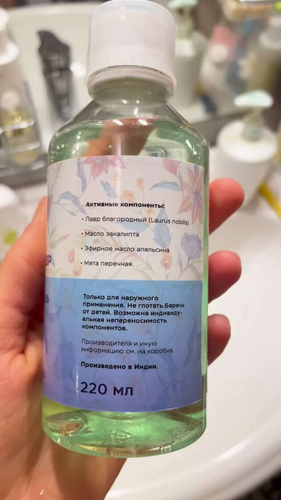 Активные компоненты:
• Лавр благородный (Laurus nobilis)
• Масло эвкалипта
• Эфирное масло апельсина
• Мята перечная.
Только для наружного
применения. Не глотать.Беречь
от детей. Возможна индивиду-
альная непереносимость
компонентов.
Производителя и иную
информацию см. на коробке
Произведено в Индии.
220 мл